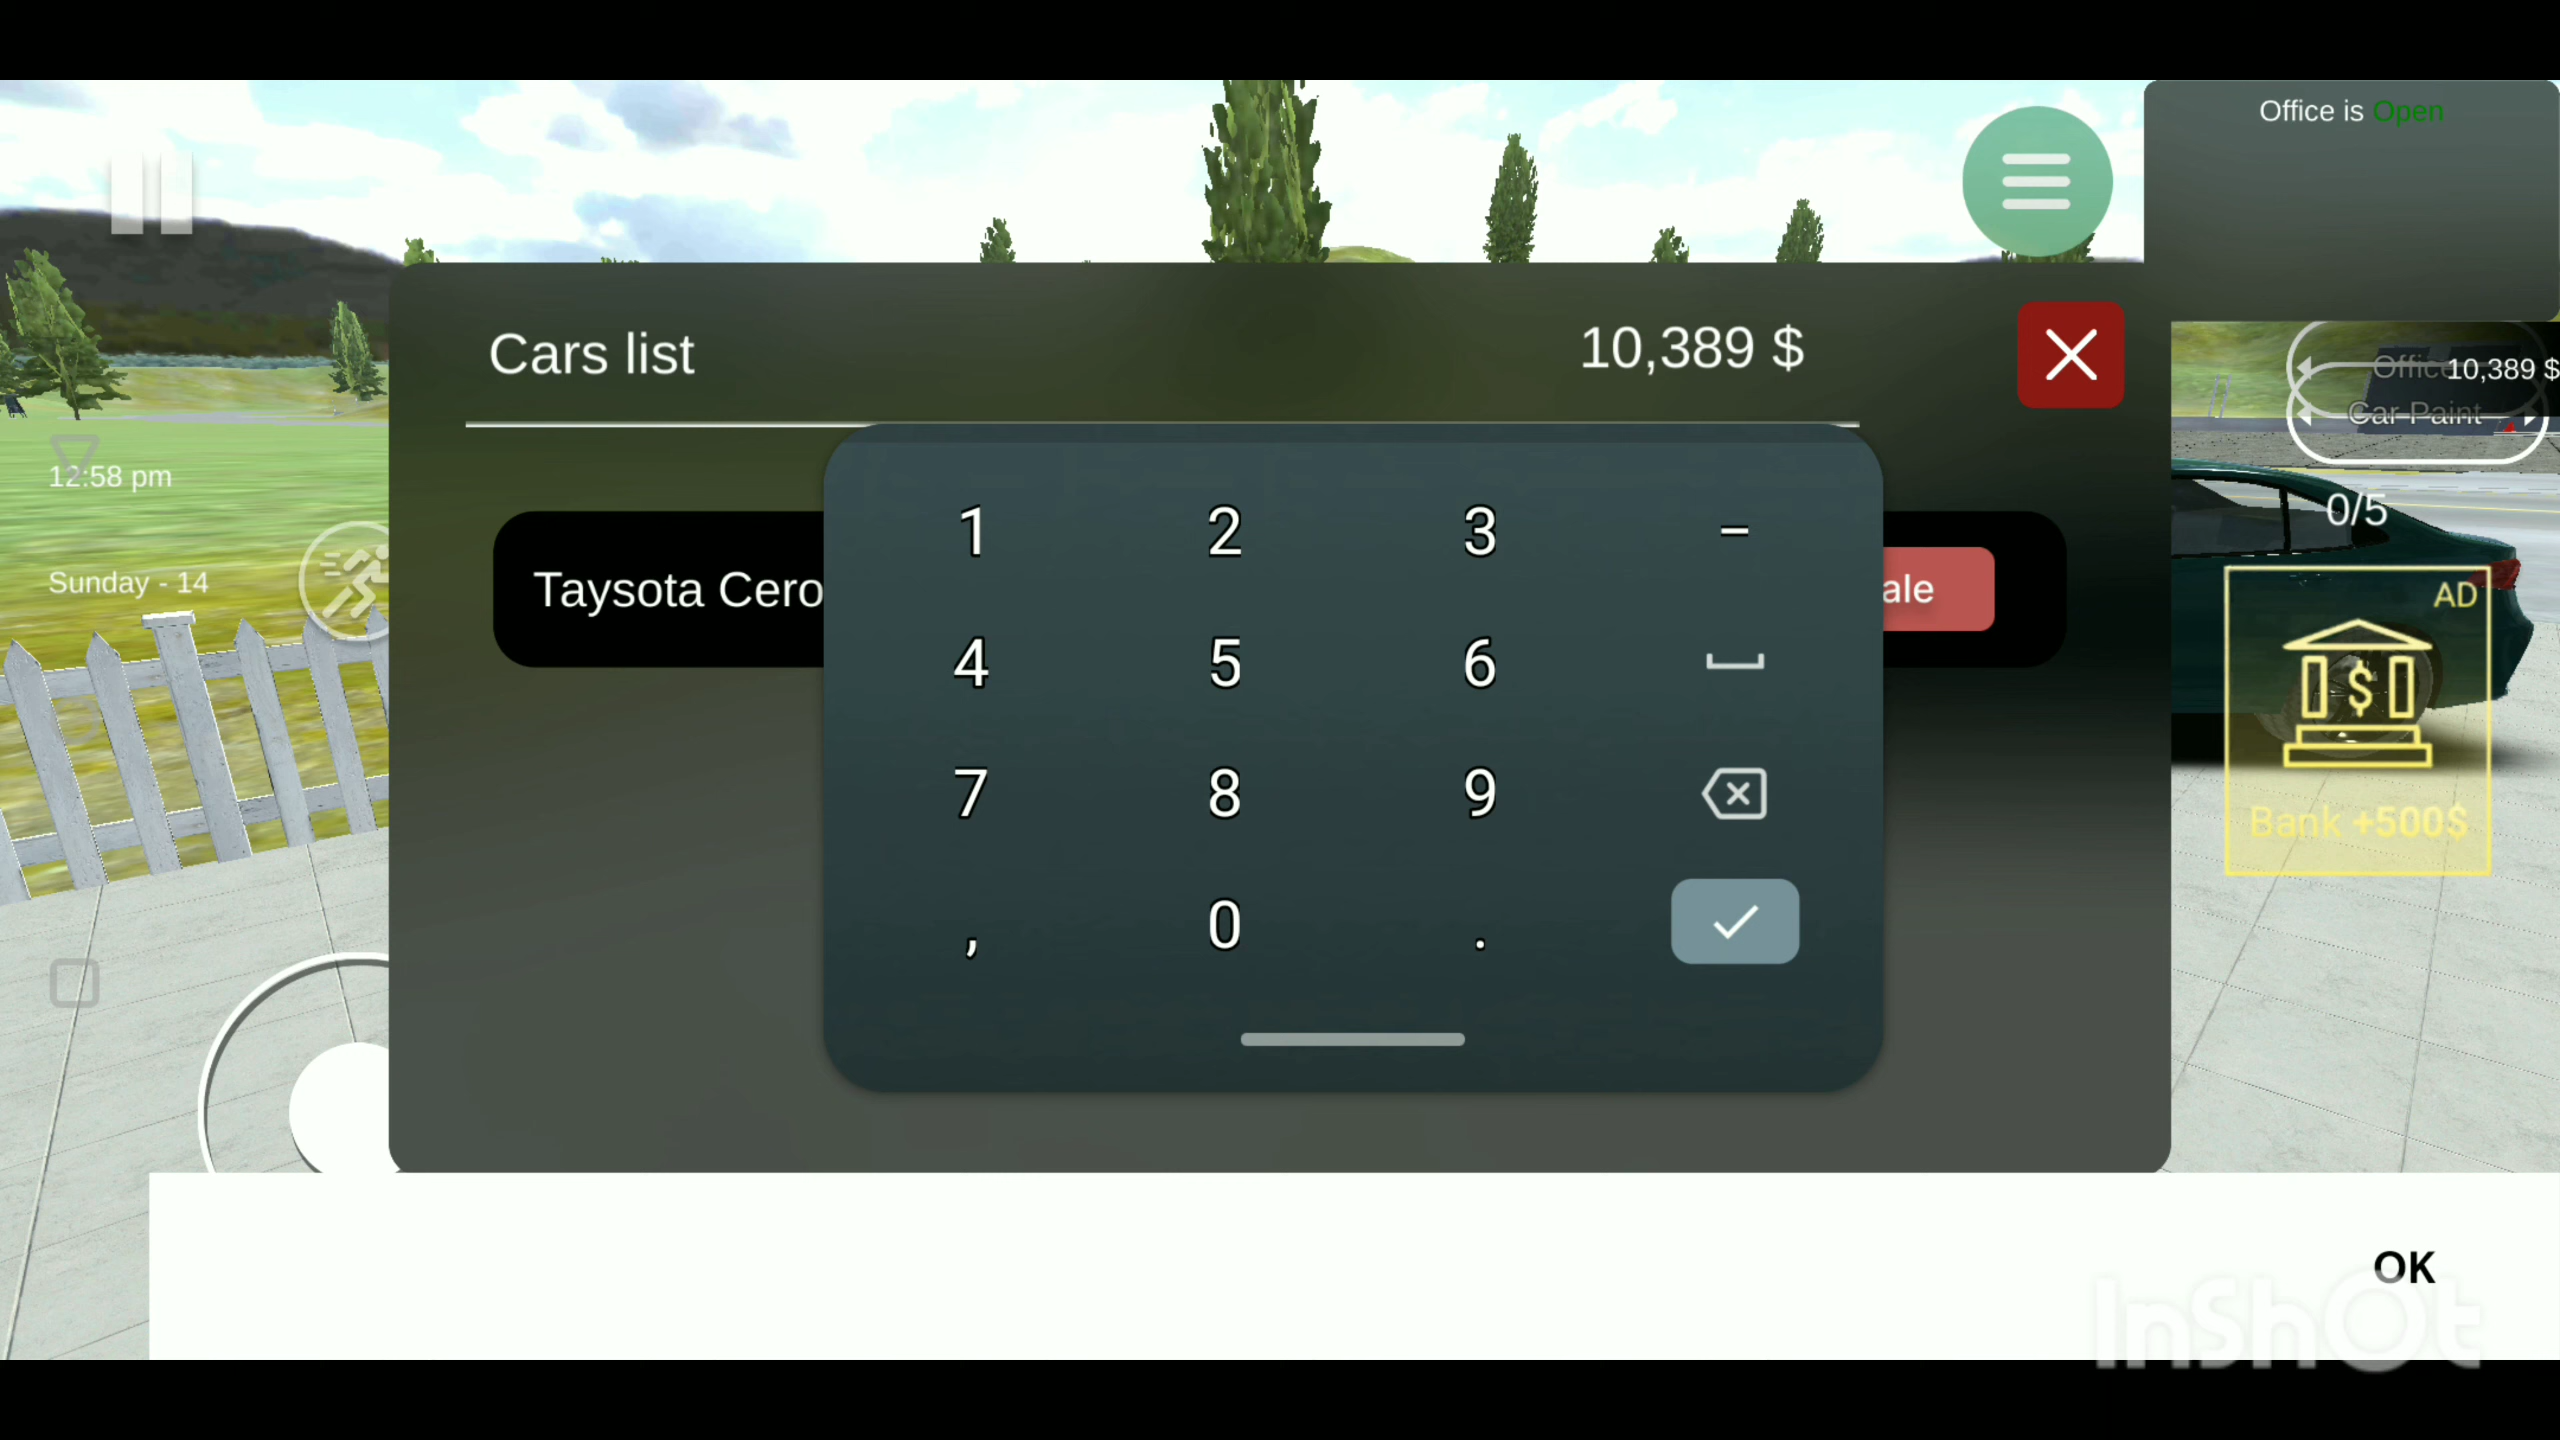 Office is Open
Cars list
10,389 $
Office
10,389 $
Car Paint
12:58 pm
0/5
Sunday - 14
Taysota Cero
ale
AD
$
Bank +500$
1 2 3 –
4 5 6
7 8 9
, 0 .
OK
InShOt